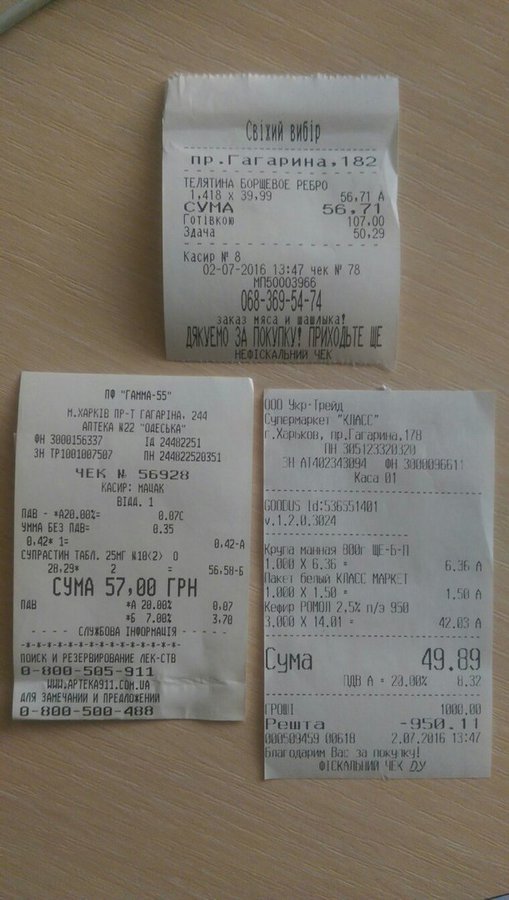 Свіжий вибір
пр.Гагарина,182
ТЕЛЯТИНА БОРЩЕВОЕ РЕБРО
1,418 x 39,99 56,71 А
СУМА 56,71
Готівкою 107,00
Здача 50,29
Касир № 8
02-07-2016 13:47 чек № 78
МП50003966
068-369-54-74
заказ мяса и шашлыка!
ДЯКУЄМО ЗА ПОКУПКУ! ПРИХОДЬТЕ ЩЕ
НЕФІСКАЛЬНИЙ ЧЕК
ПФ "ГАММА-55"
М.ХАРКІВ ПР-Т ГАГАРІНА, 244
АПТЕКА №22 "ОДЕСЬКА"
ФН 3000156337 ІД 24482251
ЗН ТР1001007507 ПН 244822520351
ЧЕК № 56928
КАСИР: МАЦАК
ВІДД. 1
ПДВ - *А20.00%= 0.07С
УММА БЕЗ ПДВ= 0.35
0,42* 1= 0,42-А
СУПРАСТИН ТАБЛ. 25МГ №10(2) 0
28,29* 2 = 56,58-Б
СУМА 57,00 ГРН
ПДВ *А 20.00% 0,07
*Б 7.00% 3,70
- - - - - СЛУЖБОВА ІНФОРМАЦІЯ - - - - -
-*-*-*-*-*-*-*-*-*-*-*-*-*-*-*-*-
ПОИСК И РЕЗЕРВИРОВАНИЕ ЛЕК-СТВ
0-800-505-911
WWW.APTEKA911.COM.UA
ДЛЯ ЗАМЕЧАНИЙ И ПРЕДЛОЖЕНИЙ
0-800-500-488
ООО Укр-Трейд
Супермаркет "КЛАСС"
г.Харьков, пр.Гагарина,178
ПН 385123320320
ЗН АТ402343094 ФН 3000096611
Каса 01
GOODUS Id:536551401
v.1.2.0.3024
Крупа манная 800г ЩЕ-Б-П
1.000 X 6.36 = 6.36 А
Пакет белый КЛАСС МАРКЕТ
1.000 X 1.50 = 1.50 А
Кефир РОМОЛ 2,5% п/э 950
3.000 X 14.01 = 42.03 А
Сума 49.89
ПДВ А = 20.00% 8.32
ГРОШІ 1000.00
Решта -950.11
000509459 00618 2.07.2016 13:47
Благодарим Вас за покупку!
ФІСКАЛЬНИЙ ЧЕК